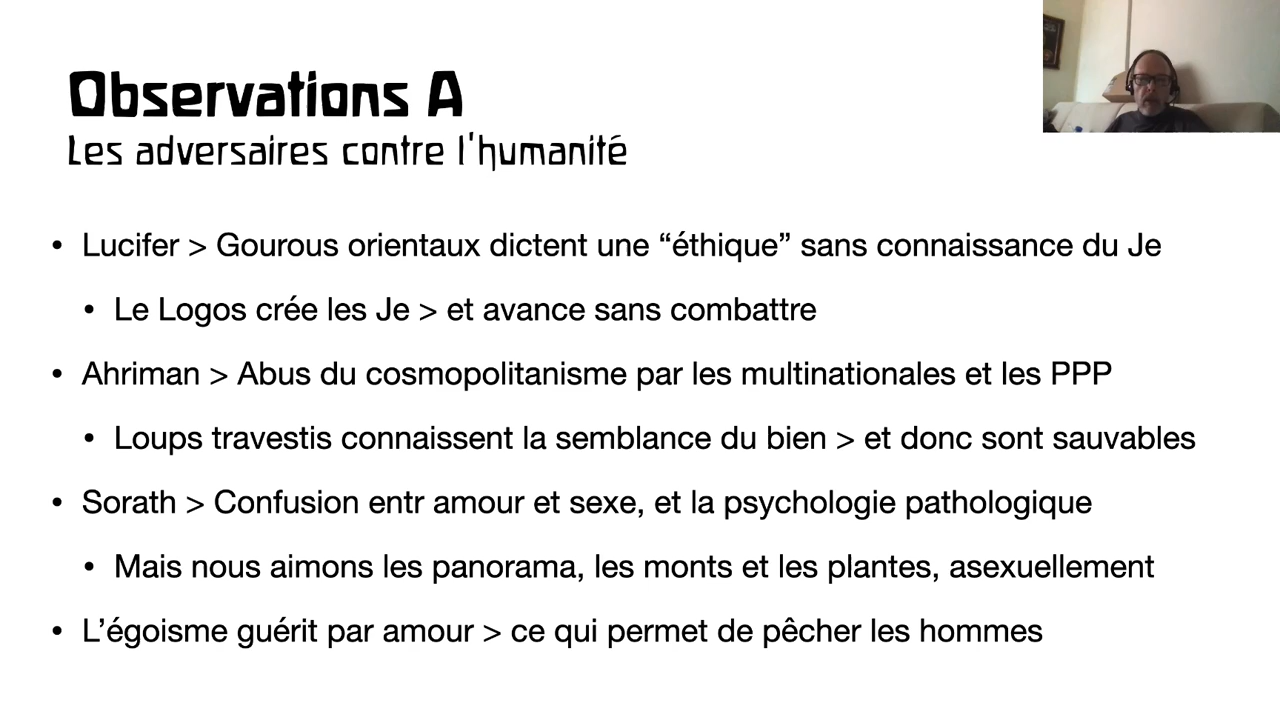 Observations A
Les adversaires contre l'humanité
• Lucifer > Gourous orientaux dictent une “éthique” sans connaissance du Je
• Le Logos crée les Je > et avance sans combattre
• Ahriman > Abus du cosmopolitanisme par les multinationales et les PPP
• Loups travestis connaissent la semblance du bien > et donc sont sauvables
• Sorath > Confusion entr amour et sexe, et la psychologie pathologique
• Mais nous aimons les panorama, les monts et les plantes, asexuellement
• L’égoisme guérit par amour > ce qui permet de pêcher les hommes